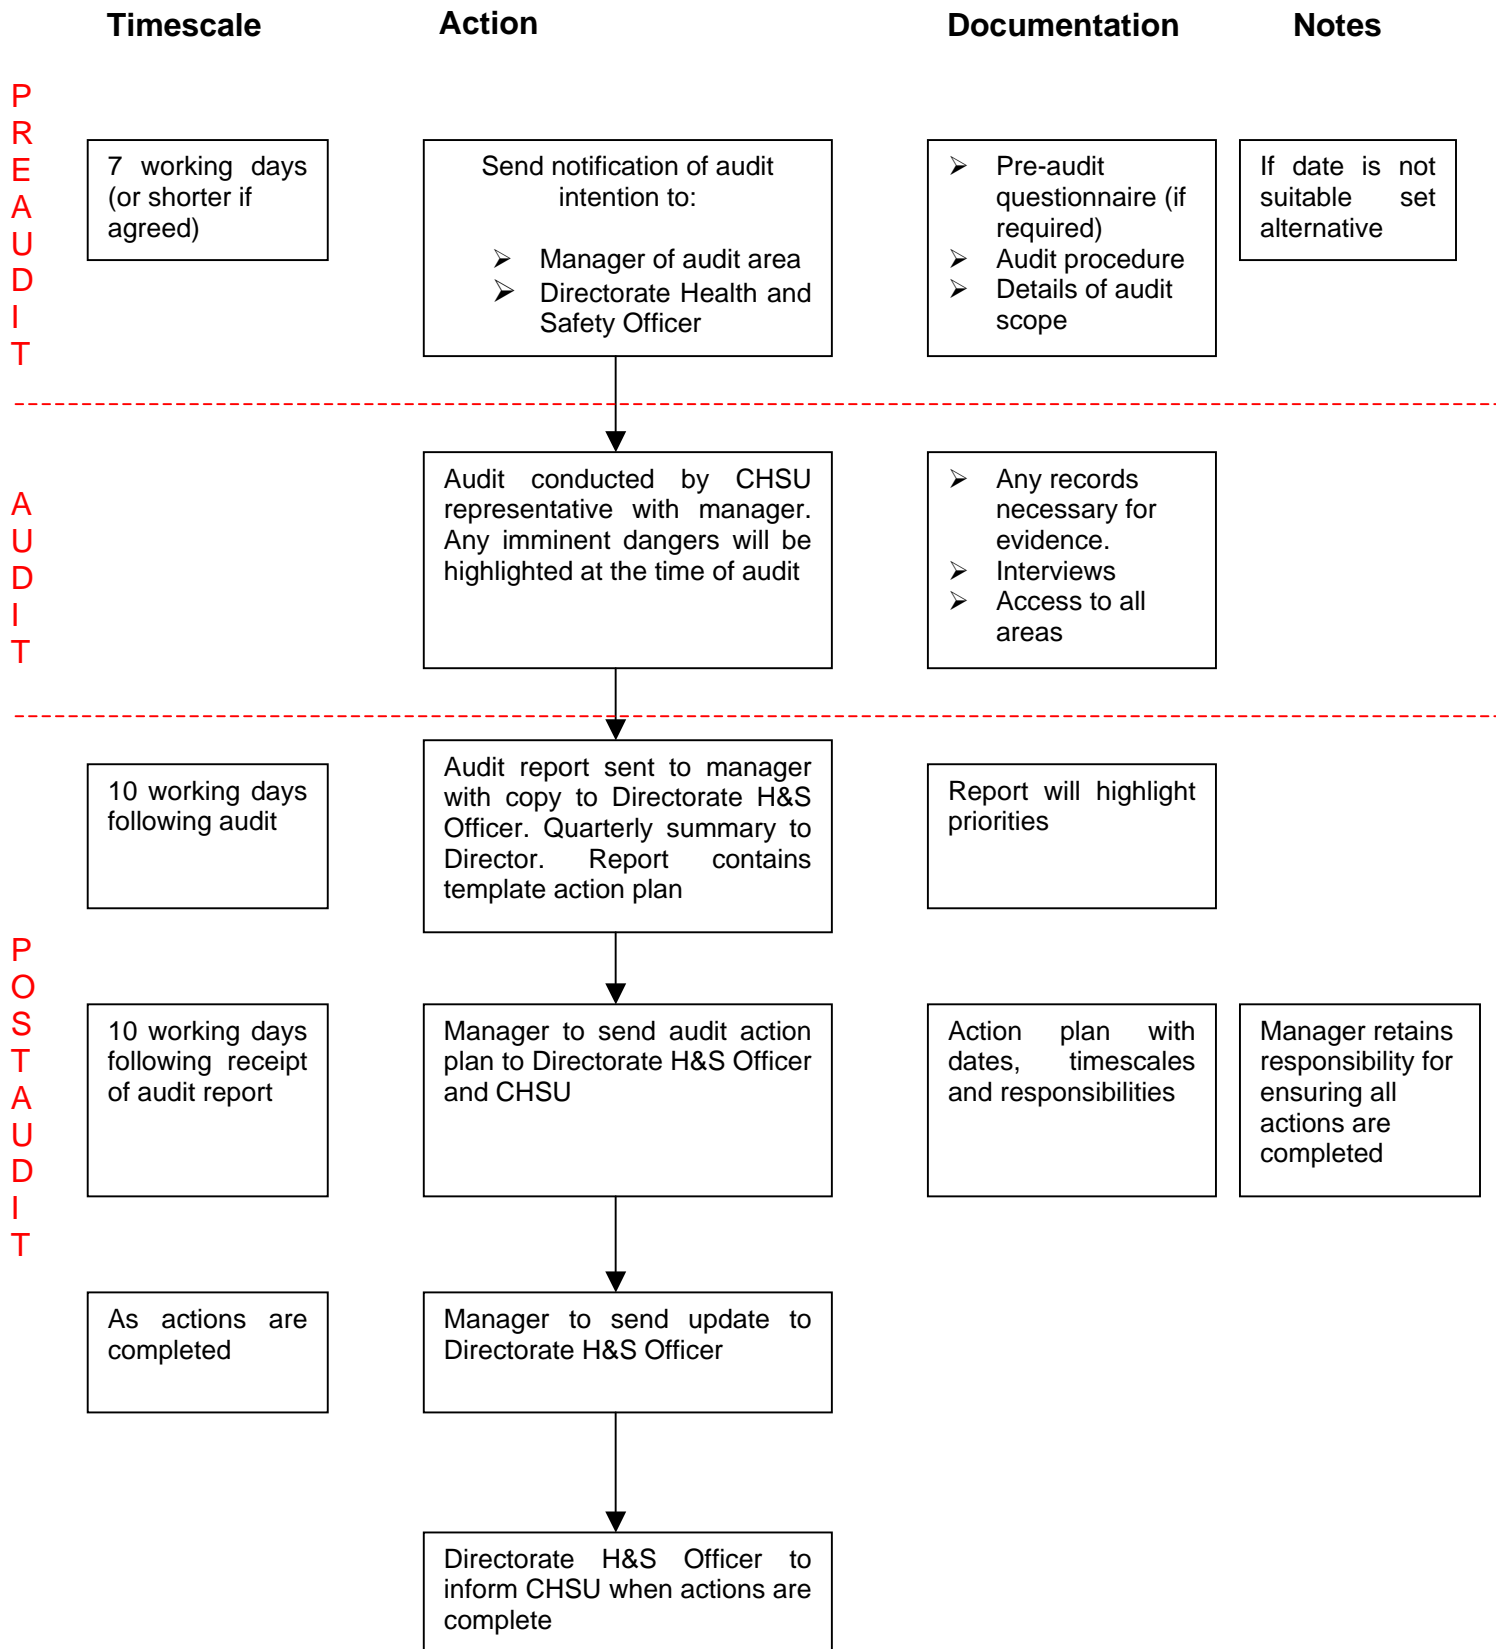 Timescale
Action
Documentation
Notes
P
R
E
A
U
D
I
T
7 working days
(or shorter if
agreed)
Send notification of audit
intention to:
➢ Manager of audit area
➢ Directorate Health and
Safety Officer
➢ Pre-audit
questionnaire (if
required)
➢ Audit procedure
➢ Details of audit
scope
If date is not
suitable set
alternative
A
U
D
I
T
Audit conducted by CHSU
representative with manager.
Any imminent dangers will be
highlighted at the time of audit
➢ Any records
necessary for
evidence.
➢ Interviews
➢ Access to all
areas
P
O
S
T
A
U
D
I
T
10 working days
following audit
Audit report sent to manager
with copy to Directorate H&S
Officer. Quarterly summary to
Director. Report contains
template action plan
Report will highlight
priorities
10 working days
following receipt
of audit report
Manager to send audit action
plan to Directorate H&S Officer
and CHSU
Action plan with
dates, timescales
and responsibilities
Manager retains
responsibility for
ensuring all
actions are
completed
As actions are
completed
Manager to send update to
Directorate H&S Officer
Directorate H&S Officer to
inform CHSU when actions are
complete